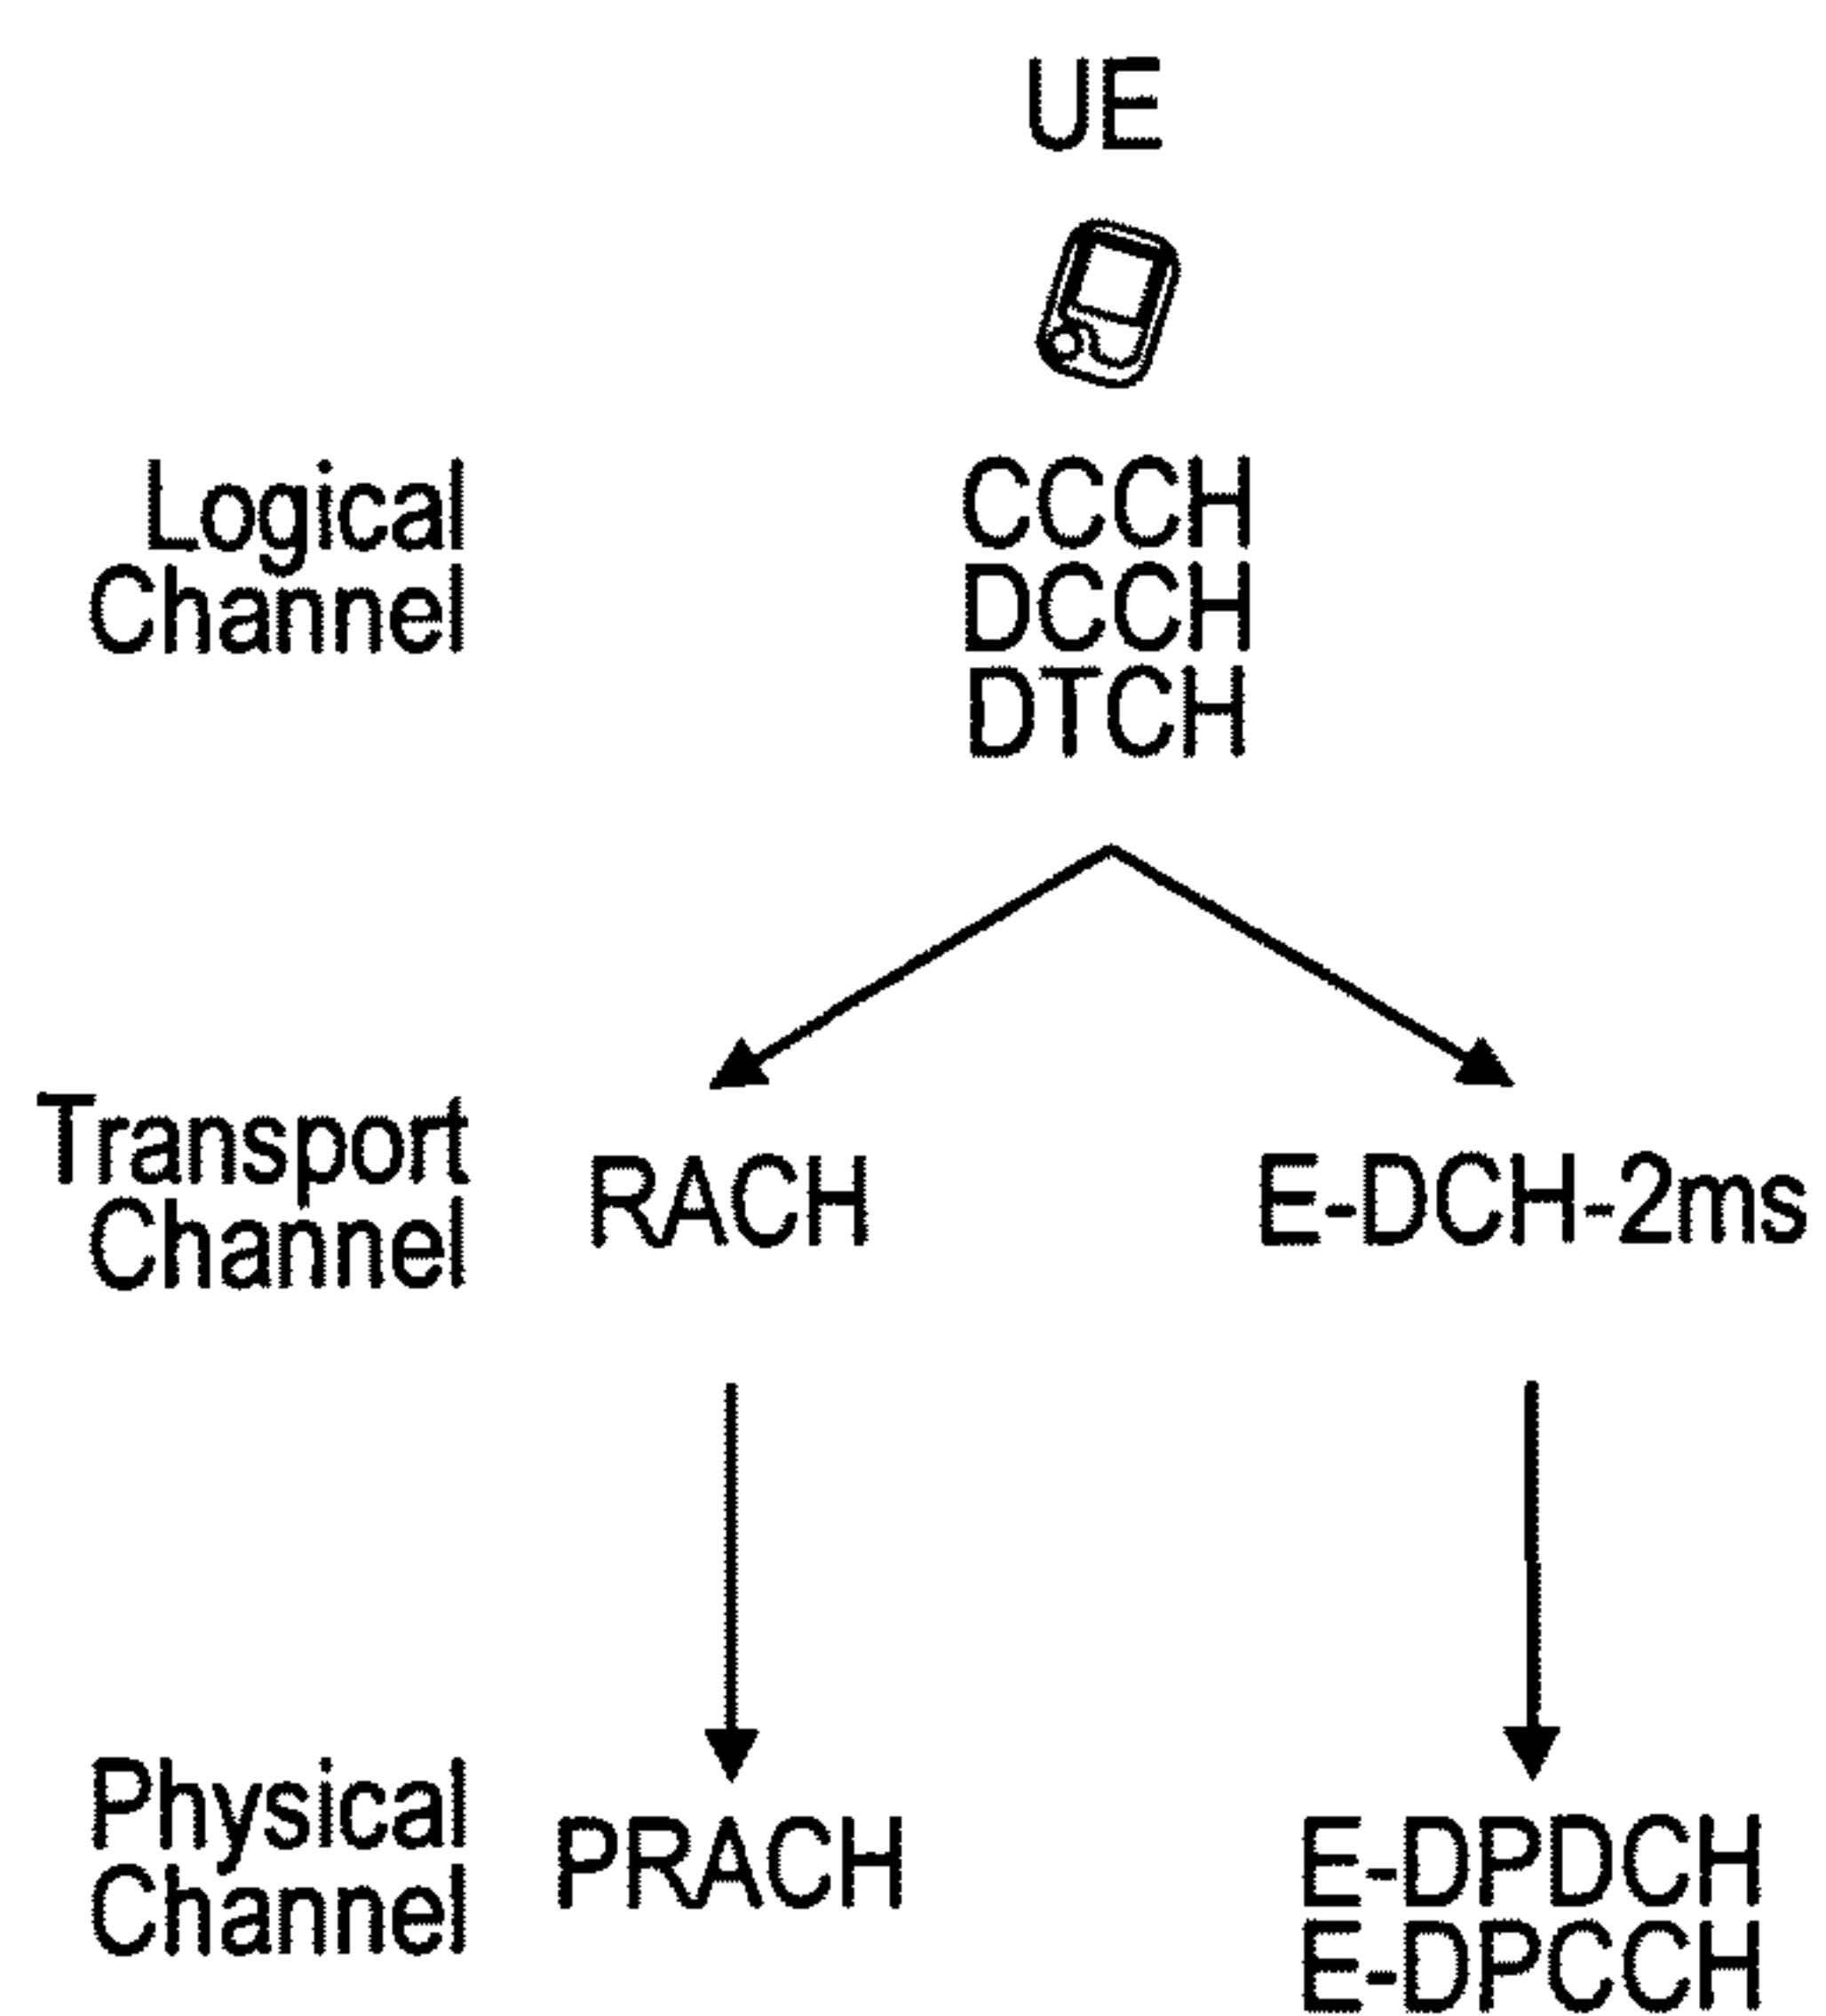 UE
Logical
Channel
CCCH
DCCH
DTCH
Transport
Channel
RACH
E-DCH-2ms
Physical
Channel
PRACH
E-DPDCH
E-DPCCH